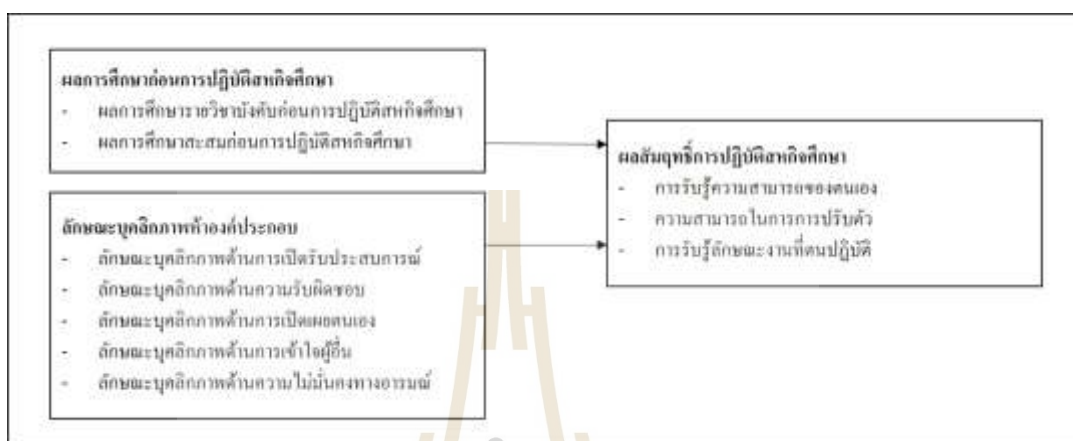 ผลการศึกษาก่อนการปฏิบัติสหกิจศึกษา
- ผลการศึกษารายวิชาบังคับก่อนการปฏิบัติสหกิจศึกษา
- ผลการศึกษาสะสมก่อนการปฏิบัติสหกิจศึกษา
ลักษณะบุคลิกภาพห้าองค์ประกอบ
- ลักษณะบุคลิกภาพด้านการเปิดรับประสบการณ์
- ลักษณะบุคลิกภาพด้านความรับผิดชอบ
- ลักษณะบุคลิกภาพด้านการเปิดเผยตนเอง
- ลักษณะบุคลิกภาพด้านการเข้าใจผู้อื่น
- ลักษณะบุคลิกภาพด้านความไม่มั่นคงทางอารมณ์
ผลสัมฤทธิ์การปฏิบัติสหกิจศึกษา
- การรับรู้ความสามารถของตนเอง
- ความสามารถในการการปรับตัว
- การรับรู้ลักษณะงานที่ตนปฏิบัติ